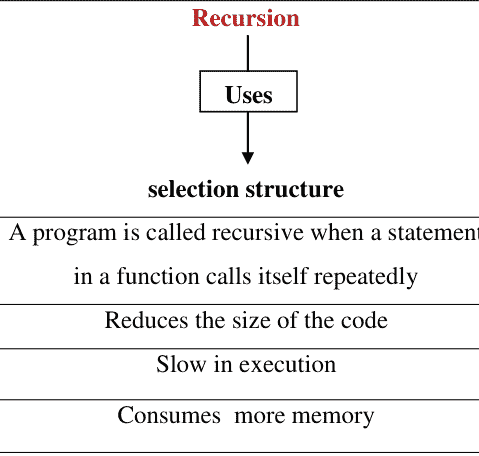 Recursion
Uses
selection structure
A program is called recursive when a statement
in a function calls itself repeatedly
Reduces the size of the code
Slow in execution
Consumes  more memory